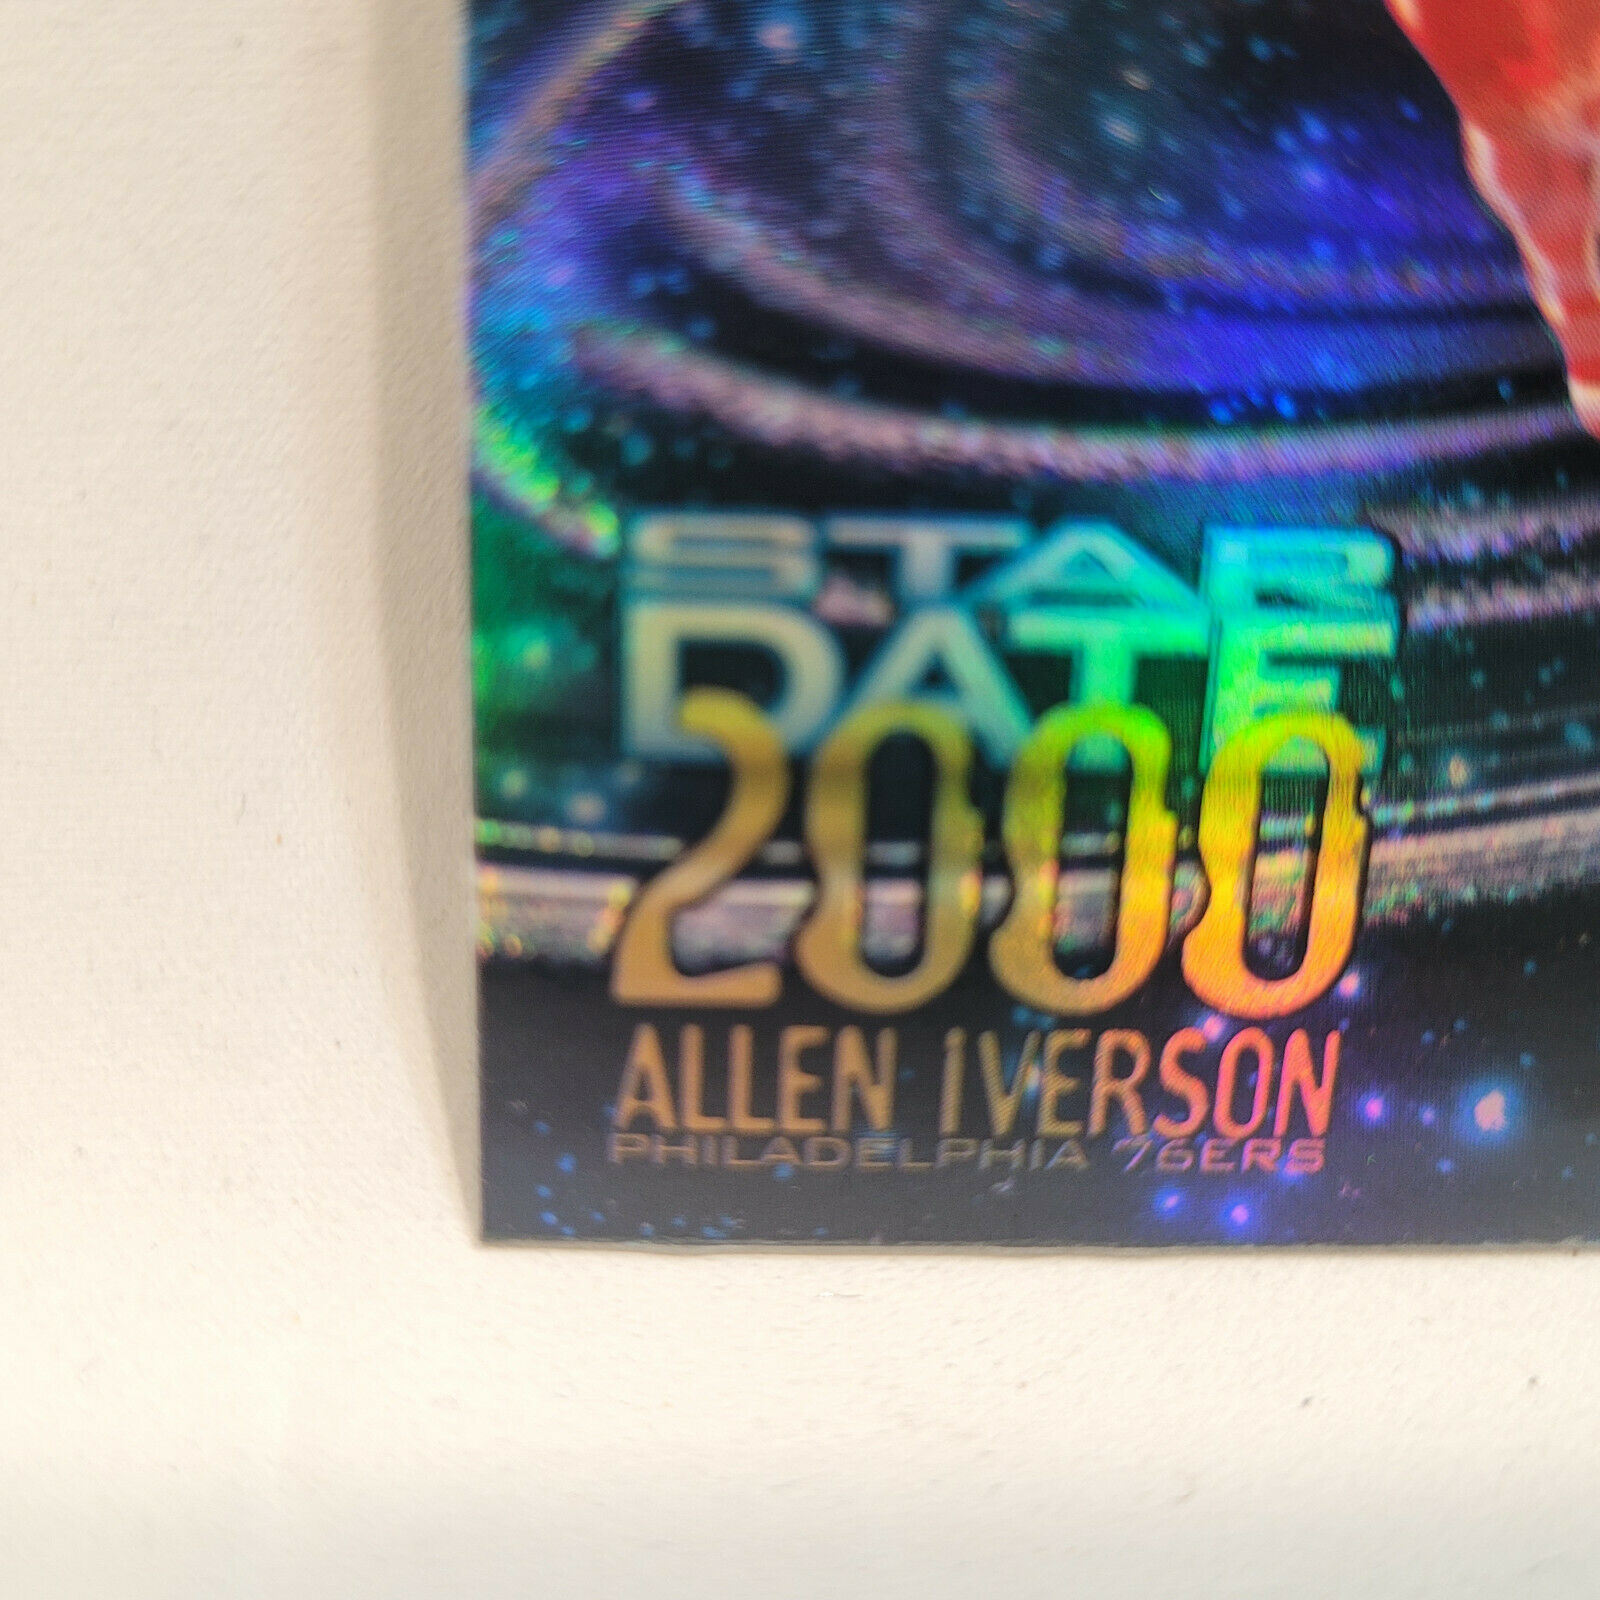 STAR
DATE
2000
ALLEN IVERSON
PHILADELPHIA 76ERS